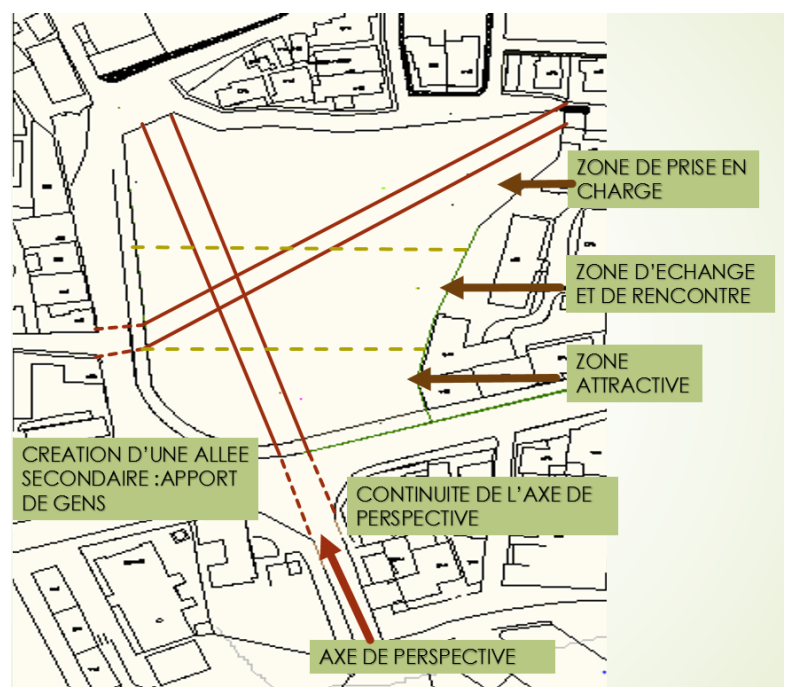 ZONE DE PRISE EN
CHARGE
ZONE D'ECHANGE
ET DE RENCONTRE
ZONE
ATTRACTIVE
CREATION D'UNE ALLEE
SECONDAIRE :APPORT
DE GENS
CONTINUITE DE L'AXE DE
PERSPECTIVE
AXE DE PERSPECTIVE